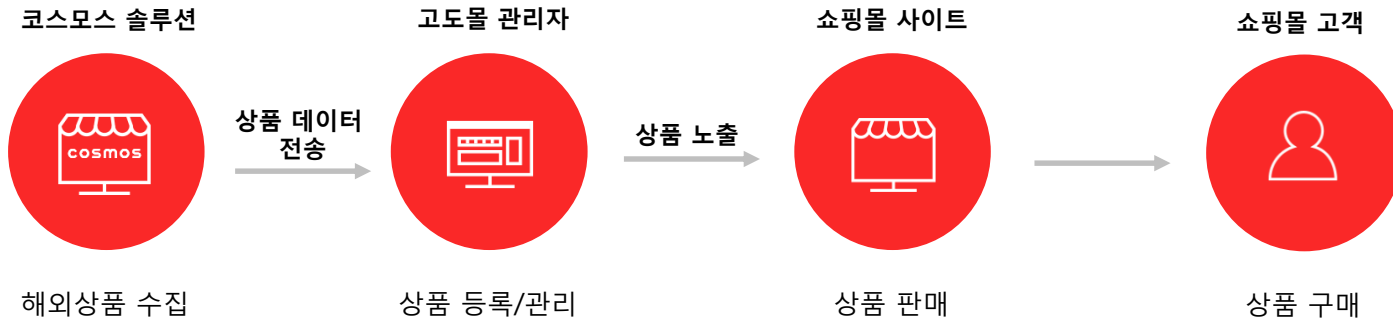 코스모스 솔루션
고도몰 관리자
쇼핑몰 사이트
쇼핑몰 고객
cosmos
상품 데이터
전송
상품 노출
해외상품 수집
상품 등록/관리
상품 판매
상품 구매